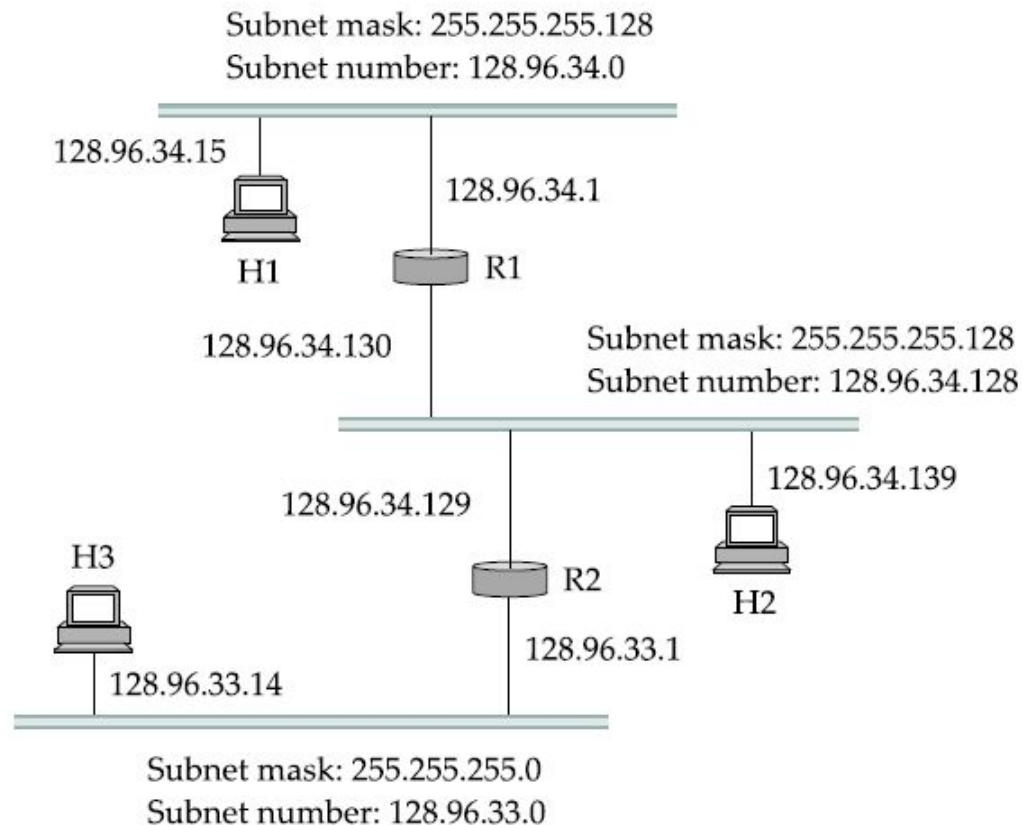 Subnet mask: 255.255.255.128
Subnet number: 128.96.34.0
128.96.34.15
128.96.34.1
H1
R1
128.96.34.130
Subnet mask: 255.255.255.128
Subnet number: 128.96.34.128
128.96.34.139
128.96.34.129
H3
R2
H2
128.96.33.1
128.96.33.14
Subnet mask: 255.255.255.0
Subnet number: 128.96.33.0